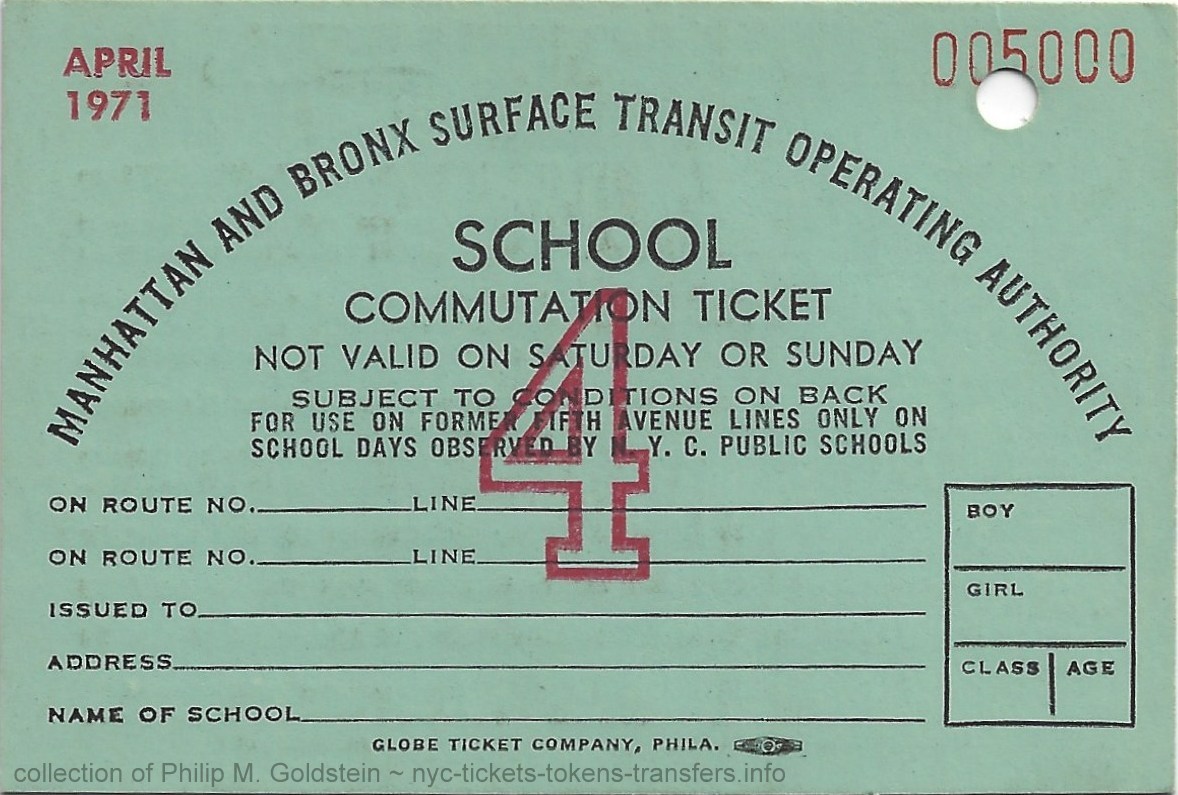 APRIL
1971
005000
MANHATTAN AND BRONX SURFACE TRANSIT OPERATING AUTHORITY
SCHOOL
COMMUTATION TICKET
NOT VALID ON SATURDAY OR SUNDAY
SUBJECT TO CONDITIONS ON BACK
FOR USE ON FORMER FIFTH AVENUE LINES ONLY ON
SCHOOL DAYS OBSERVED BY N. Y. C. PUBLIC SCHOOLS
4
ON ROUTE NO. LINE
ON ROUTE NO. LINE
ISSUED TO
ADDRESS
NAME OF SCHOOL
BOY
GIRL
CLASS AGE
GLOBE TICKET COMPANY, PHILA.
collection of Philip M. Goldstein ~ nyc-tickets-tokens-transfers.info